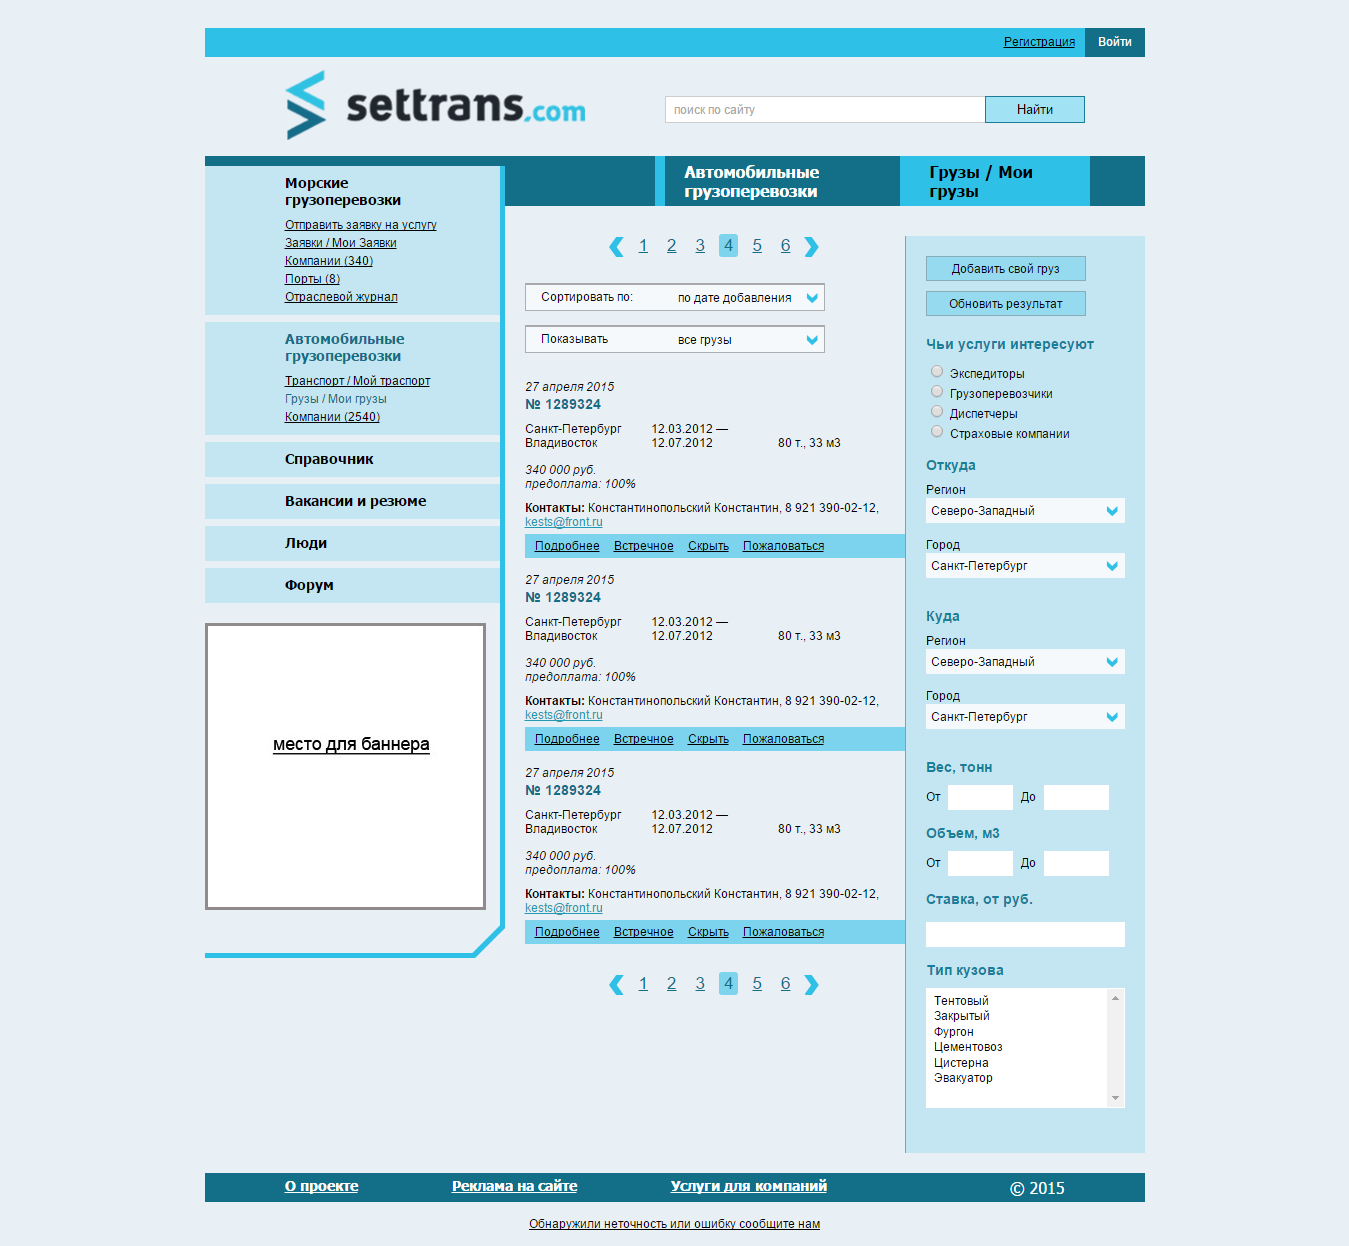 Регистрация
Войти
settrans.com
поиск по сайту
Найти
Автомобильные
грузоперевозки
Грузы / Мои
грузы
Морские
грузоперевозки
Отправить заявку на услугу
Заявки / Мои Заявки
Компании (340)
Порты (8)
Отраслевой журнал
Автомобильные
грузоперевозки
Транспорт / Мой траспорт
Грузы / Мои грузы
Компании (2540)
Справочник
Вакансии и резюме
Люди
Форум
место для баннера
1 2 3 4 5 6
Сортировать по: по дате добавления
Показывать все грузы
27 апреля 2015
№ 1289324
Санкт-Петербург 12.03.2012 —
Владивосток 12.07.2012 80 т., 33 м3
340 000 руб.
предоплата: 100%
Контакты: Константинопольский Константин, 8 921 390-02-12,
kests@front.ru
Подробнее Встречное Скрыть Пожаловаться
27 апреля 2015
№ 1289324
Санкт-Петербург 12.03.2012 —
Владивосток 12.07.2012 80 т., 33 м3
340 000 руб.
предоплата: 100%
Контакты: Константинопольский Константин, 8 921 390-02-12,
kests@front.ru
Подробнее Встречное Скрыть Пожаловаться
27 апреля 2015
№ 1289324
Санкт-Петербург 12.03.2012 —
Владивосток 12.07.2012 80 т., 33 м3
340 000 руб.
предоплата: 100%
Контакты: Константинопольский Константин, 8 921 390-02-12,
kests@front.ru
Подробнее Встречное Скрыть Пожаловаться
1 2 3 4 5 6
Добавить свой груз
Обновить результат
Чьи услуги интересуют
Экспедиторы
Грузоперевозчики
Диспетчеры
Страховые компании
Откуда
Регион
Северо-Западный
Город
Санкт-Петербург
Куда
Регион
Северо-Западный
Город
Санкт-Петербург
Вес, тонн
От До
Объем, м3
От До
Ставка, от руб.
Тип кузова
Тентовый
Закрытый
Фургон
Цементовоз
Цистерна
Эвакуатор
О проекте Реклама на сайте Услуги для компаний © 2015
Обнаружили неточность или ошибку сообщите нам